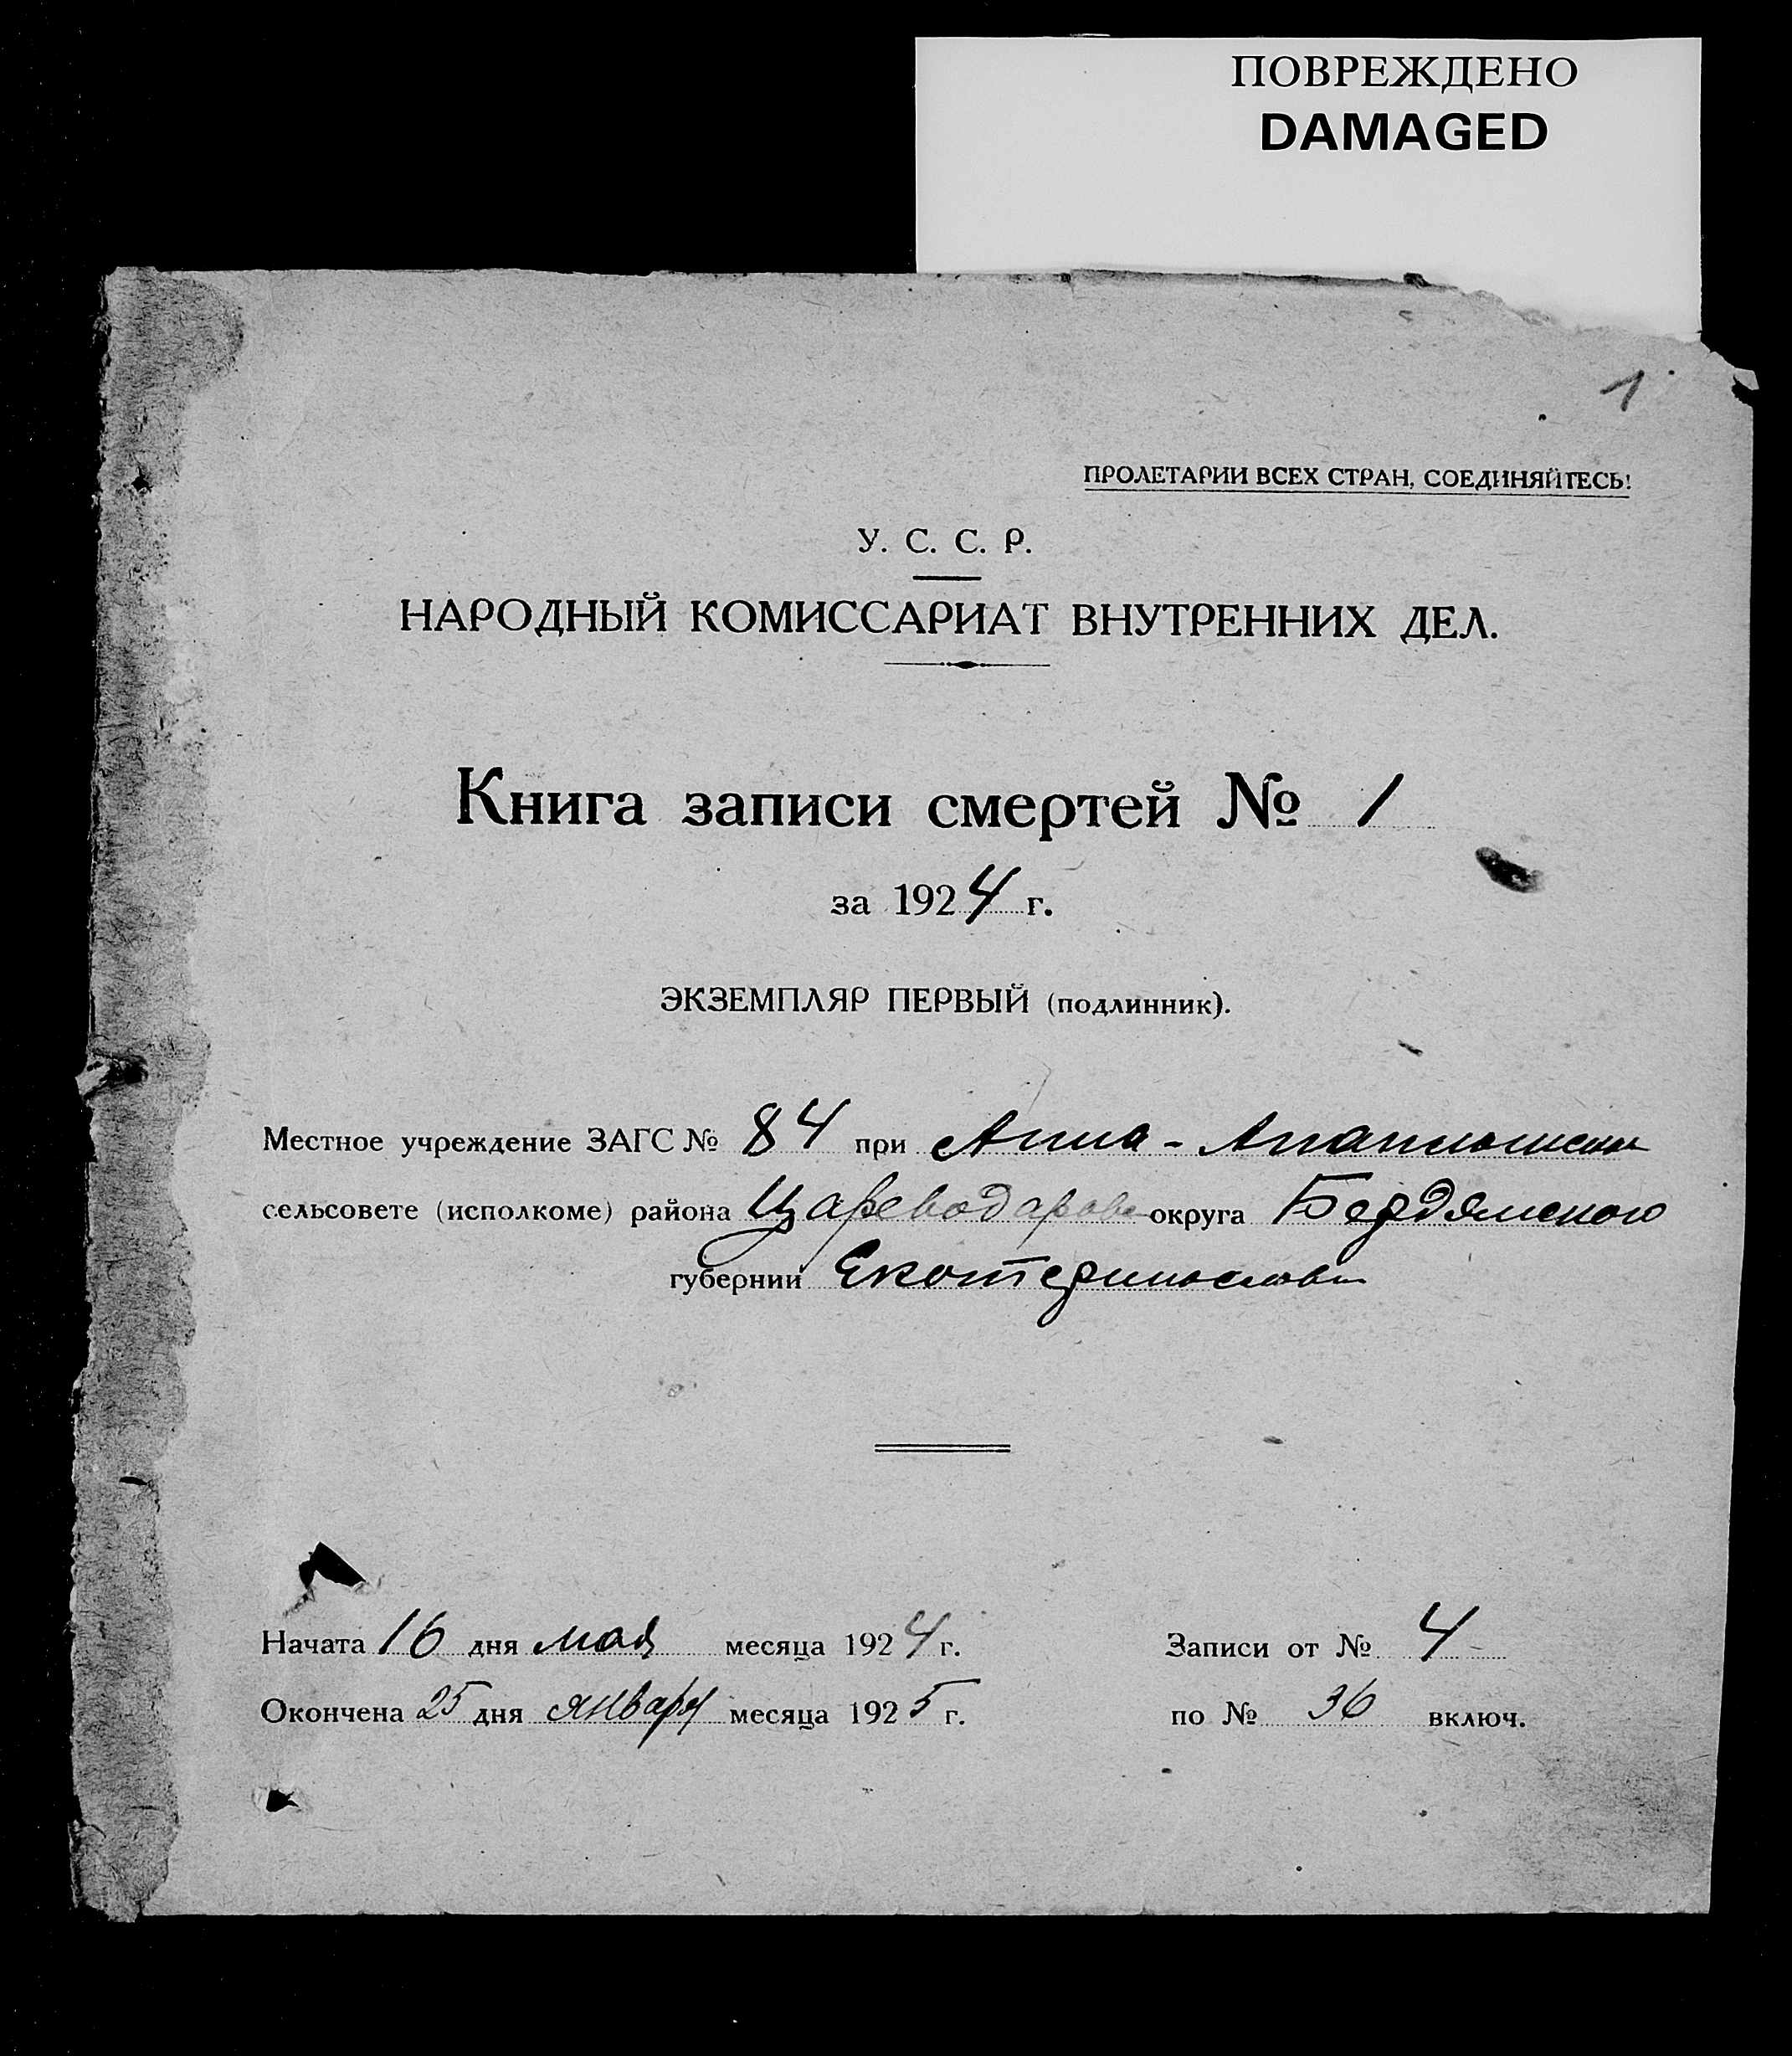 ПОВРЕЖДЕНО
DAMAGED
1
ПРОЛЕТАРИИ ВСЕХ СТРАН, СОЕДИНЯЙТЕСЬ!
У. С. С. Р.
НАРОДНЫЙ КОМИССАРИАТ ВНУТРЕННИХ ДЕЛ.
Книга записи смертей № 1
за 1924 г.
ЭКЗЕМПЛЯР ПЕРВЫЙ (подлинник).
Местное учреждение ЗАГС № 84 при Анна-
сельсовете (исполкоме) района Цареводаров округа Бердянского
губернии Екатеринослав
Начата 16 дня мая месяца 1924 г.
Записи от № 4
Окончена 25 дня января месяца 1925 г.
по № 36 включ.